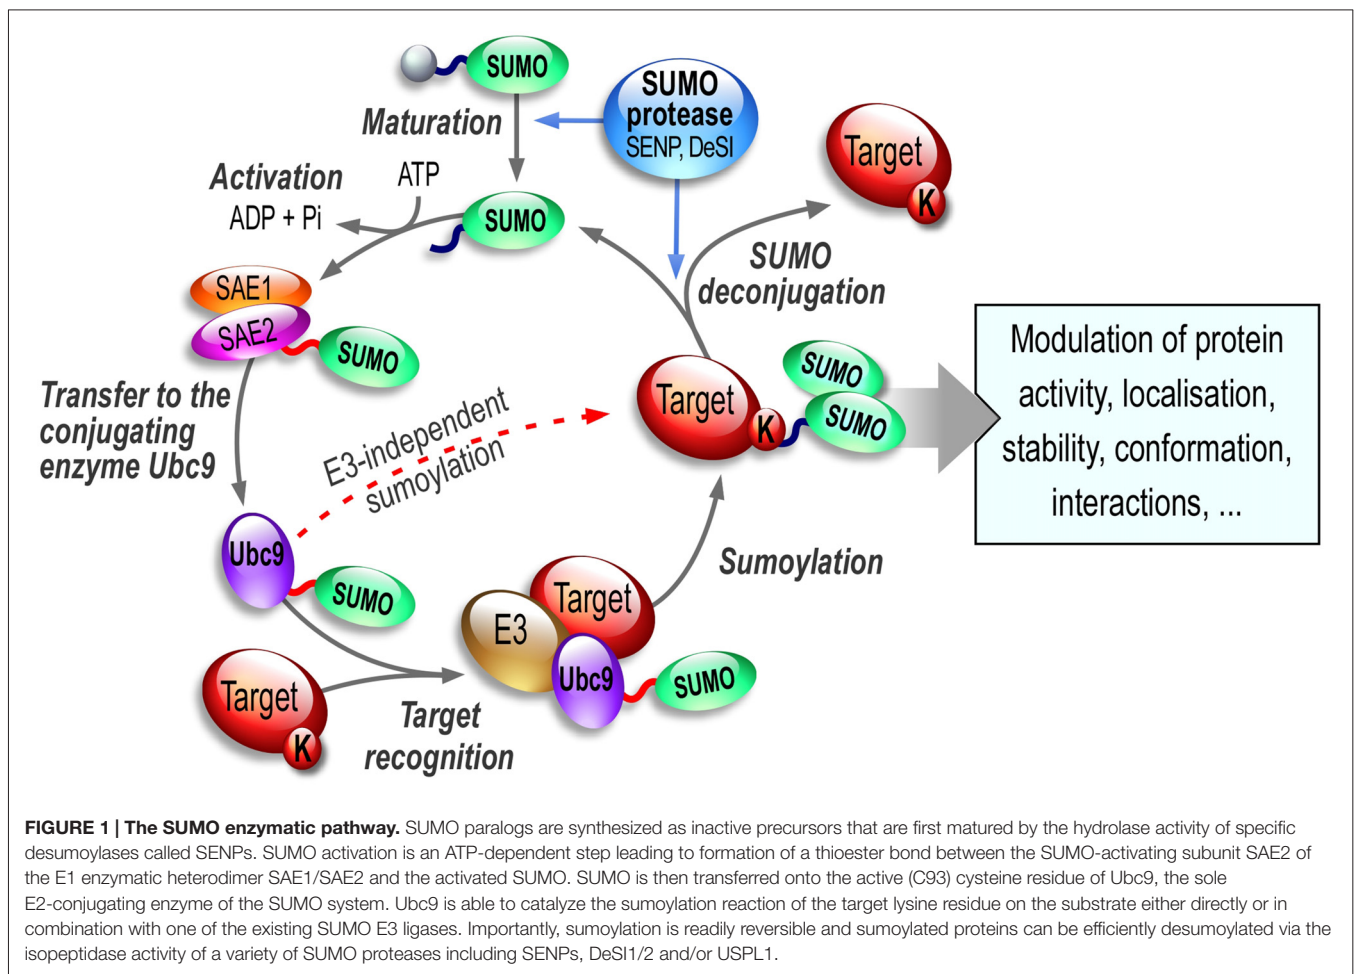 SUMO
SUMO
protease
SENP, DeSI
Maturation
Target
K
Activation
ATP
ADP + Pi
SUMO
SUMO
deconjugation
SAE1
SAE2
SUMO
Transfer to the
conjugating
enzyme Ubc9
E3-independent
sumoylation
Target
K
SUMO
SUMO
Modulation of protein
activity, localisation,
stability, conformation,
interactions, ...
Ubc9
SUMO
Sumoylation
Target
E3
Ubc9
SUMO
Target
K
Target
recognition
FIGURE 1 | The SUMO enzymatic pathway. SUMO paralogs are synthesized as inactive precursors that are first matured by the hydrolase activity of specific
desumoylases called SENPs. SUMO activation is an ATP-dependent step leading to formation of a thioester bond between the SUMO-activating subunit SAE2 of
the E1 enzymatic heterodimer SAE1/SAE2 and the activated SUMO. SUMO is then transferred onto the active (C93) cysteine residue of Ubc9, the sole
E2-conjugating enzyme of the SUMO system. Ubc9 is able to catalyze the sumoylation reaction of the target lysine residue on the substrate either directly or in
combination with one of the existing SUMO E3 ligases. Importantly, sumoylation is readily reversible and sumoylated proteins can be efficiently desumoylated via the
isopeptidase activity of a variety of SUMO proteases including SENPs, DeSI1/2 and/or USPL1.